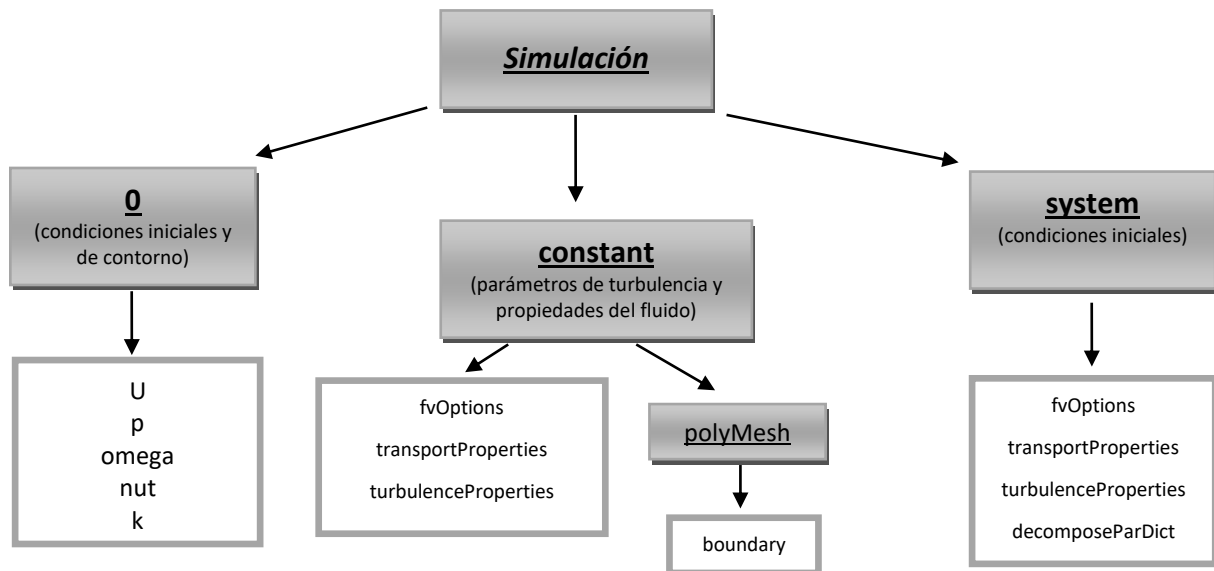 Simulación
0
(condiciones iniciales y
de contorno)
constant
(parámetros de turbulencia y
propiedades del fluido)
system
(condiciones iniciales)
U
p
omega
nut
k
fvOptions
transportProperties
turbulenceProperties
polyMesh
boundary
fvOptions
transportProperties
turbulenceProperties
decomposeParDict